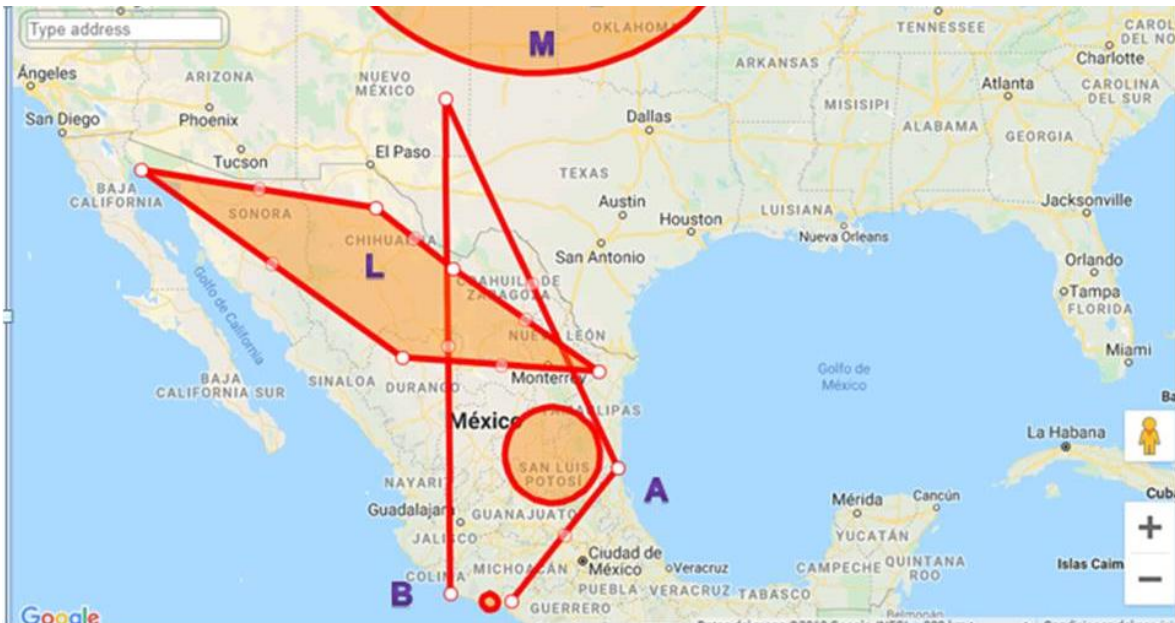 Type address
OKLAHOMA
TENNESSEE
CAROL
DEL NO
M
Ángeles
ARIZONA
NUEVO
MÉXICO
ARKANSAS
Charlotte
Atlanta
CAROLINA
DEL SUR
San Diego
Phoenix
Dallas
MISISIPI
ALABAMA
GEORGIA
Tucson
El Paso
TEXAS
BAJA
CALIFORNIA
SONORA
Austin
LUISIANA
Jacksonville
Houston
CHIHUAHUA
Nueva Orleans
San Antonio
L
Orlando
COAHUILA DE
ZARAGOZA
Tampa
Golfo de California
FLORIDA
NUEVO LEÓN
Miami
BAJA
CALIFORNIA SUR
SINALOA
DURANGO
Monterrey
Golfo de
México
Ba
TAMAULIPAS
México
La Habana
SAN LUIS
POTOSÍ
NAYARIT
A
Cuba
Guadalajara
GUANAJUATO
Mérida
Cancún
JALISCO
YUCATÁN
Ciudad de
México
Veracruz
CAMPECHE
QUINTANA
ROO
Islas Caim
COLIMA
MICHOACÁN
B
PUEBLA
VERACRUZ
TABASCO
GUERRERO
Google